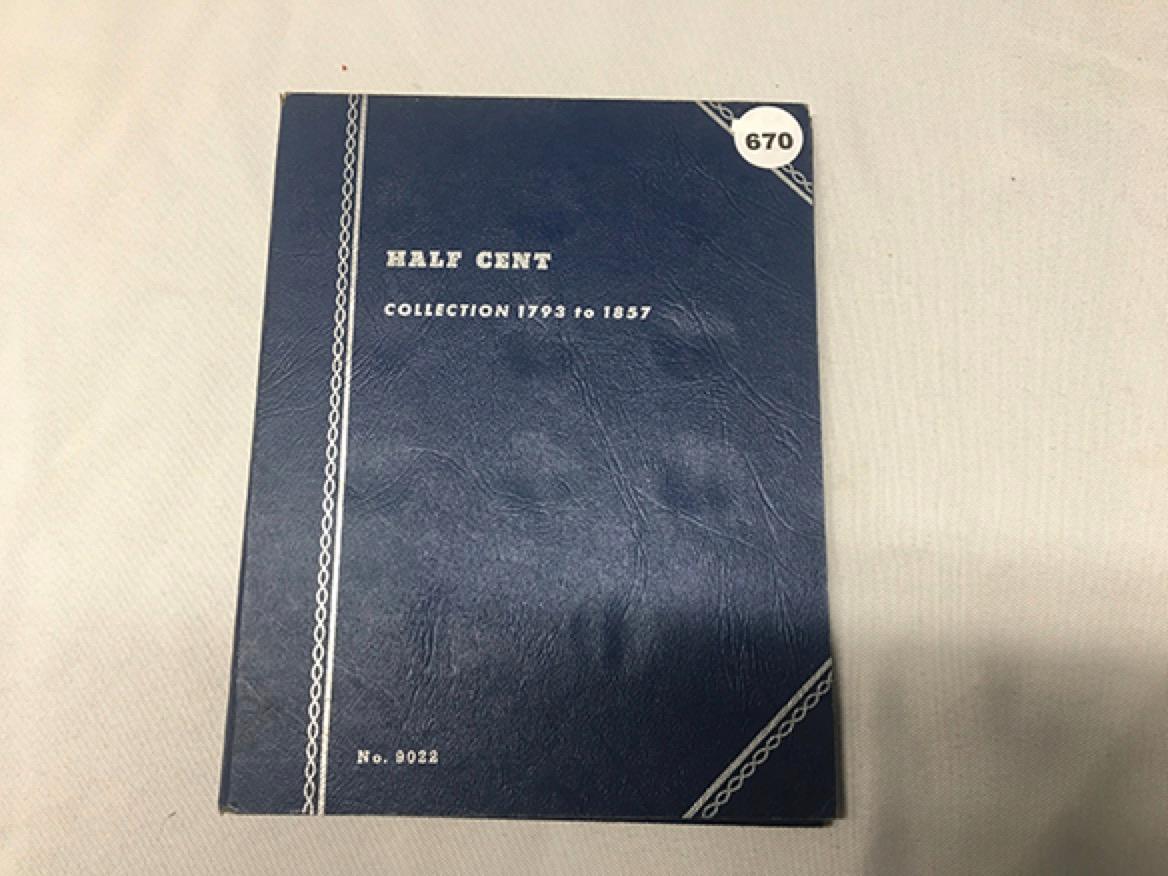 670
HALF CENT
COLLECTION 1793 to 1857
No. 9022